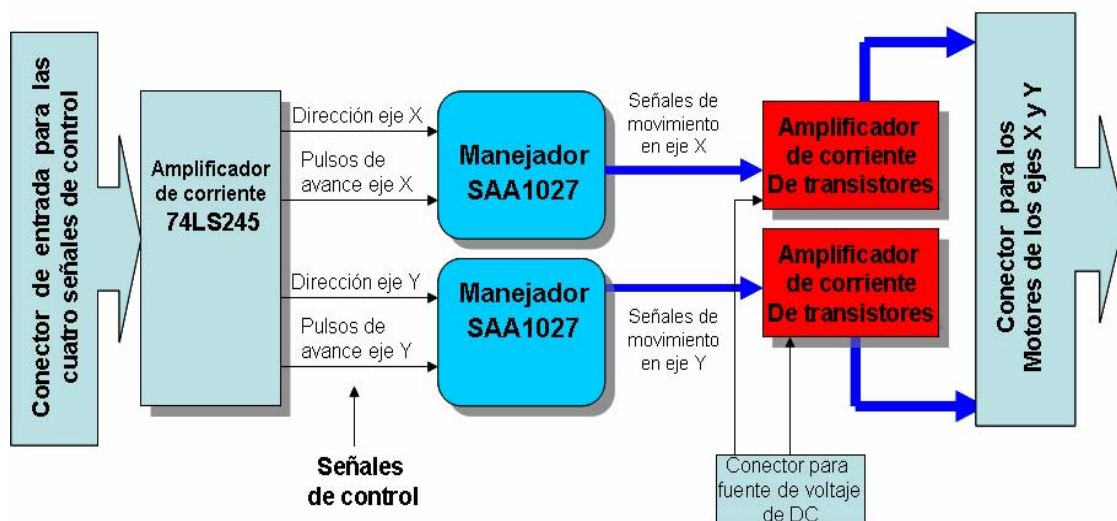 Conector de entrada para las
cuatro señales de control
Amplificador
de corriente
74LS245
Dirección eje X
Pulsos de
avance eje X
Dirección eje Y
Pulsos de
avance eje Y
Señales
de control
Manejador
SAA1027
Manejador
SAA1027
Señales de
movimiento
en eje X
Señales de
movimiento
en eje Y
Amplificador
de corriente
De transistores
Amplificador
de corriente
De transistores
Conector para
fuente de voltaje
de DC
Conector para los
Motores de los ejes X y Y